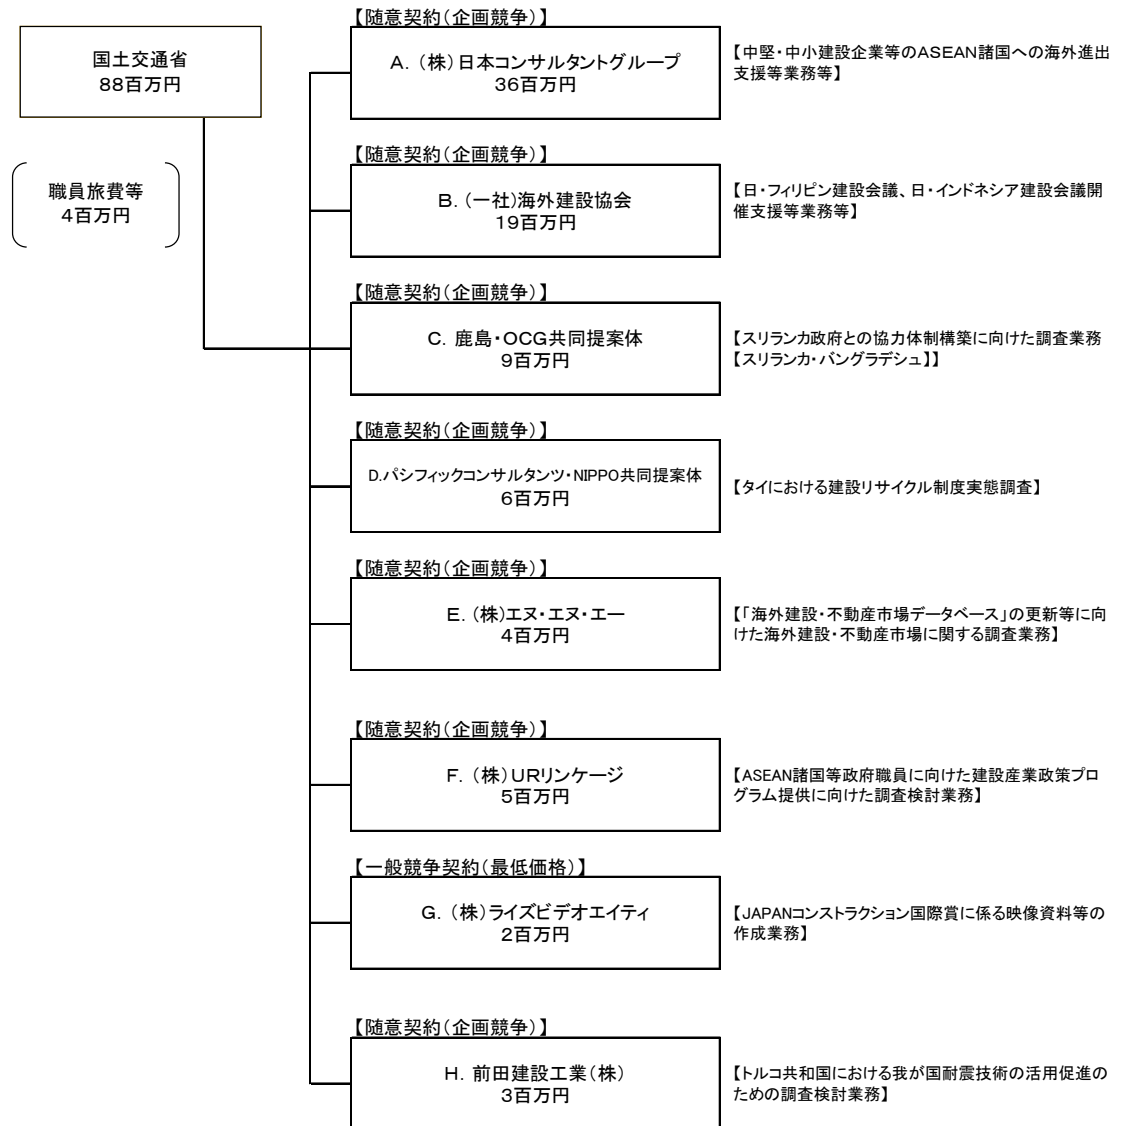 国土交通省
88百万円
職員旅費等
4百万円
【随意契約(企画競争)】
A. (株)日本コンサルタントグループ
36百万円
【中堅・中小建設企業等のASEAN諸国への海外進出
支援等業務等】
【随意契約(企画競争)】
B. (一社)海外建設協会
19百万円
【日・フィリピン建設会議、日・インドネシア建設会議開
催支援等業務等】
【随意契約(企画競争)】
C. 鹿島・OCG共同提案体
9百万円
【スリランカ政府との協力体制構築に向けた調査業務
【スリランカ・バングラデシュ】】
【随意契約(企画競争)】
D.パシフィックコンサルタンツ・NIPPO共同提案体
6百万円
【タイにおける建設リサイクル制度実態調査】
【随意契約(企画競争)】
E. (株)エヌ・エヌ・エー
4百万円
【「海外建設・不動産市場データベース」の更新等に向
けた海外建設・不動産市場に関する調査業務】
【随意契約(企画競争)】
F. (株)URリンケージ
5百万円
【ASEAN諸国等政府職員に向けた建設産業政策プロ
グラム提供に向けた調査検討業務】
【一般競争契約(最低価格)】
G. (株)ライズビデオエイティ
2百万円
【JAPANコンストラクション国際賞に係る映像資料等の
作成業務】
【随意契約(企画競争)】
H. 前田建設工業(株)
3百万円
【トルコ共和国における我が国耐震技術の活用促進の
ための調査検討業務】